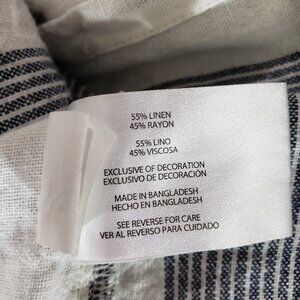 55% LINEN
45% RAYON
55% LINO
45% VISCOSA
EXCLUSIVE OF DECORATION
EXCLUSIVO DE DECORACIÓN
MADE IN BANGLADESH
HECHO EN BANGLADESH
SEE REVERSE FOR CARE
VER AL REVERSO PARA CUIDADO